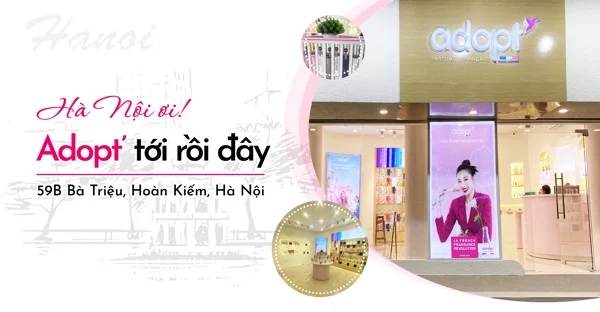 Hanoi
Hà Nội ơi!
Adopt' tới rồi đây
59B Bà Triệu, Hoàn Kiếm, Hà Nội
adopt'
adopt'
LA FRENCH
FRAGRANCE
REVOLUTION